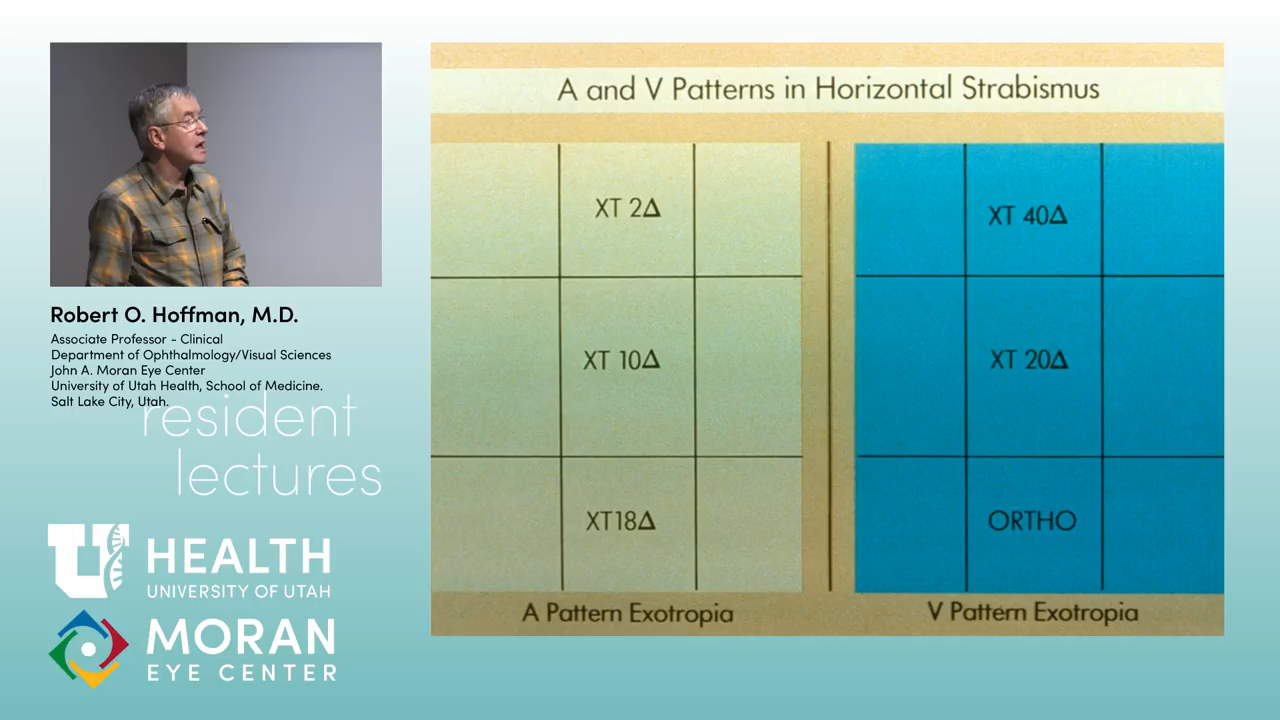 A and V Patterns in Horizontal Strabismus
XT 2Δ
XT 10Δ
XT18Δ
A Pattern Exotropia
XT 40Δ
XT 20Δ
ORTHO
V Pattern Exotropia
Robert O. Hoffman, M.D.
Associate Professor - Clinical
Department of Ophthalmology/Visual Sciences
John A. Moran Eye Center
University of Utah Health, School of Medicine.
Salt Lake City, Utah.
resident
lectures
U HEALTH
UNIVERSITY OF UTAH
MORAN
EYE CENTER